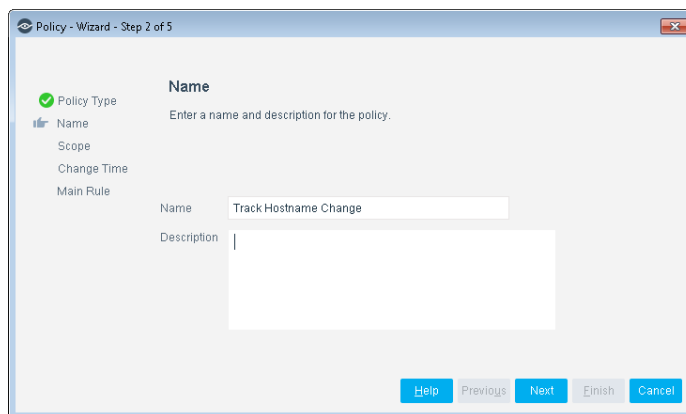 Policy - Wizard - Step 2 of 5
Policy Type
Name
Scope
Change Time
Main Rule
Name
Enter a name and description for the policy.
Name Track Hostname Change
Description
Help Previous Next Finish Cancel